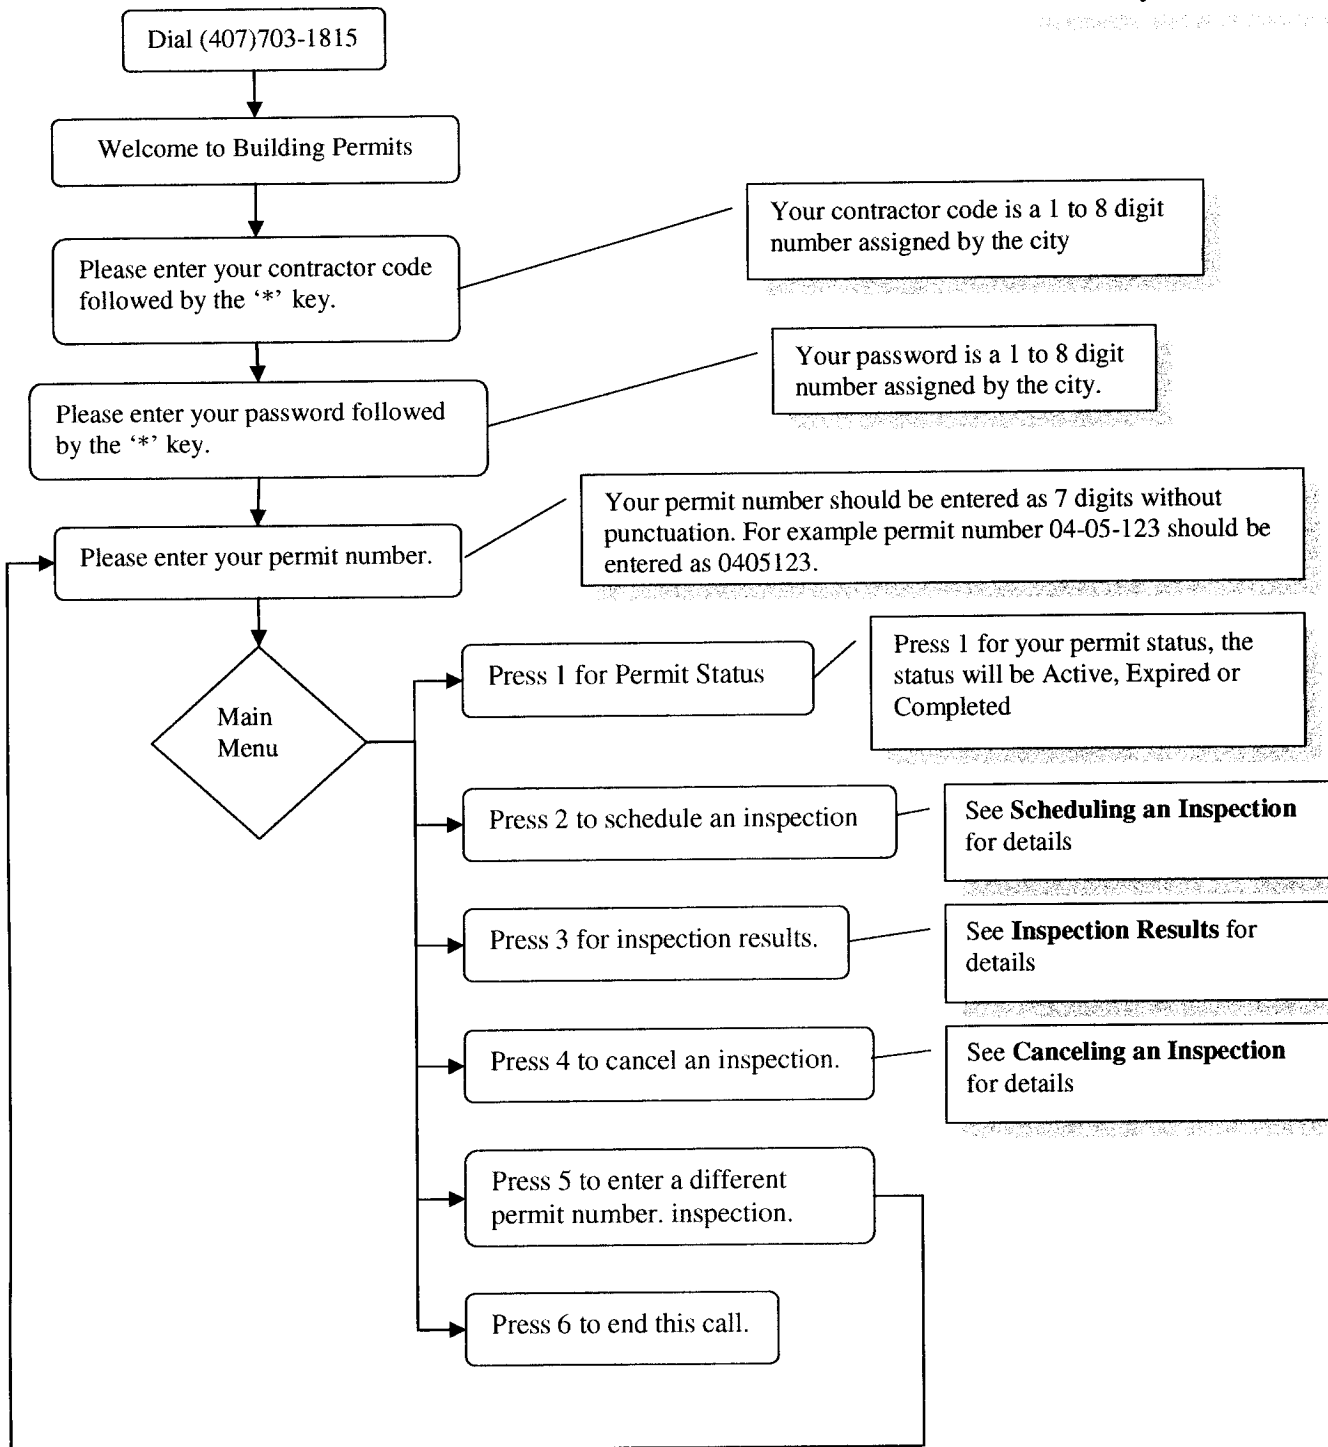 Dial (407)703-1815
Welcome to Building Permits
Please enter your contractor code
followed by the ‘*’ key.
Your contractor code is a 1 to 8 digit
number assigned by the city
Please enter your password followed
by the ‘*’ key.
Your password is a 1 to 8 digit
number assigned by the city.
Please enter your permit number.
Your permit number should be entered as 7 digits without
punctuation. For example permit number 04-05-123 should be
entered as 0405123.
Main
Menu
Press 1 for Permit Status
Press 1 for your permit status, the
status will be Active, Expired or
Completed
Press 2 to schedule an inspection
See Scheduling an Inspection
for details
Press 3 for inspection results.
See Inspection Results for
details
Press 4 to cancel an inspection.
See Canceling an Inspection
for details
Press 5 to enter a different
permit number. inspection.
Press 6 to end this call.